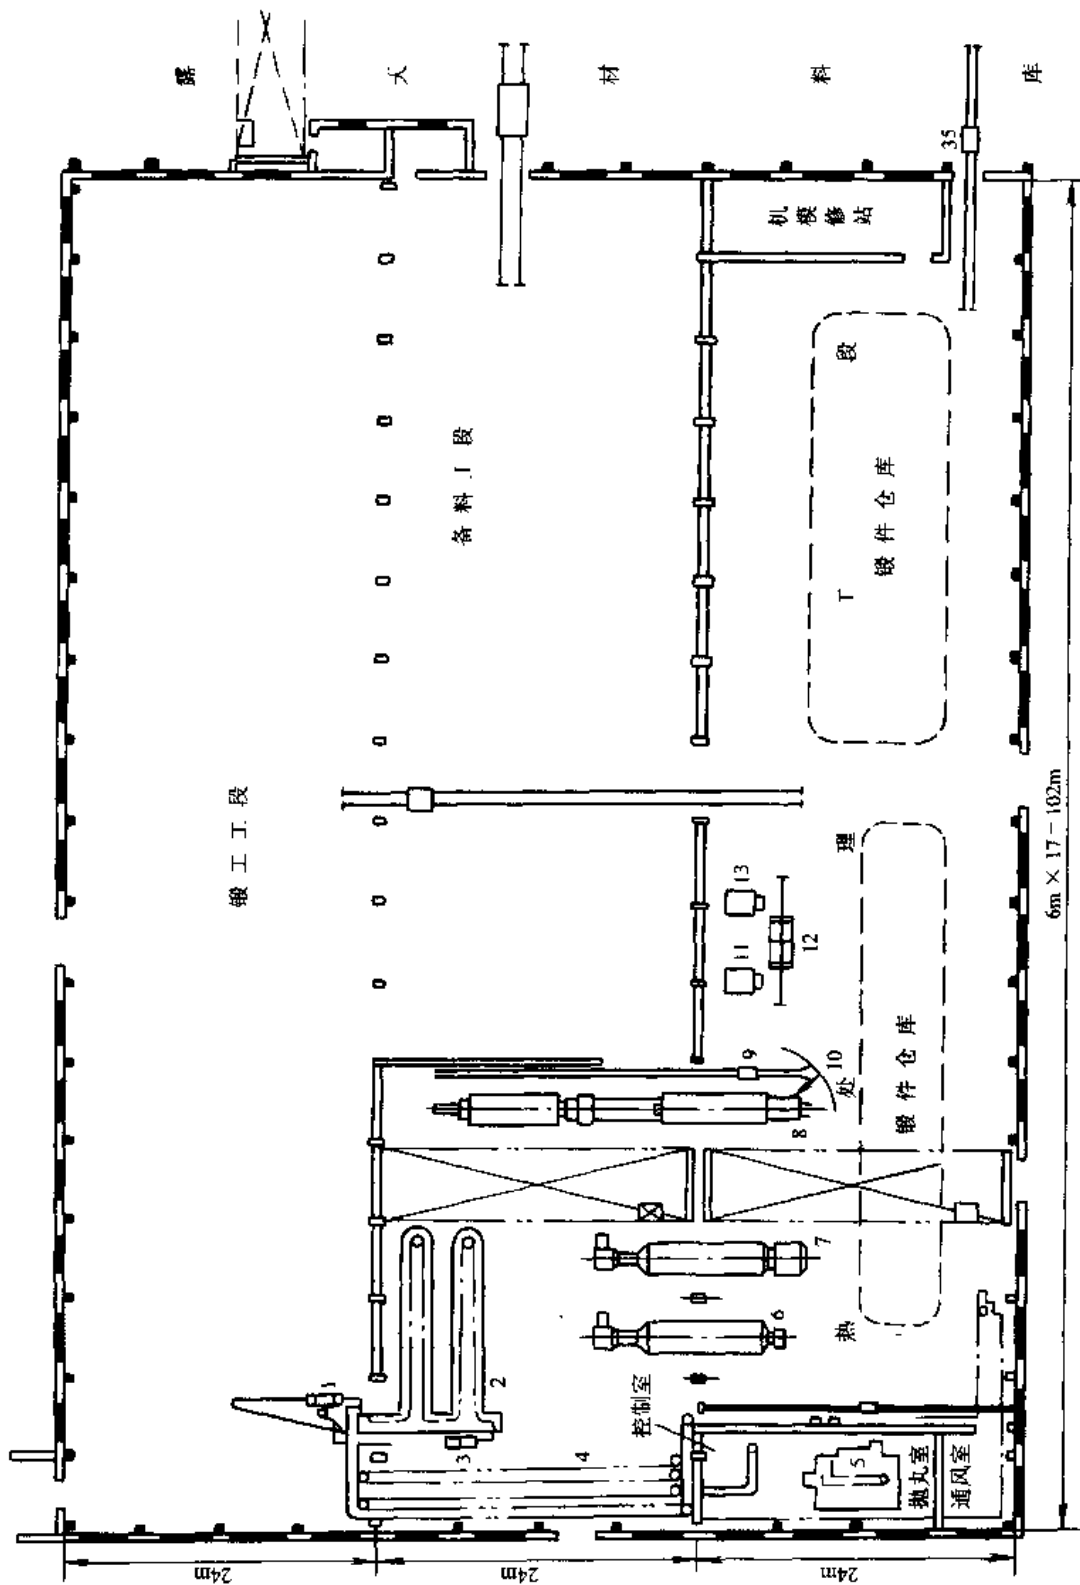 露天材料库
35
机模修站
段
锻件仓库
工
备料工段
锻工工段
理
13
11
12
9
10
处
8
锻件仓库
7
6
热
1
2
3
4
控制室
5
抛丸室
通风室
24m
24m
24m
6m × 17 - 102m